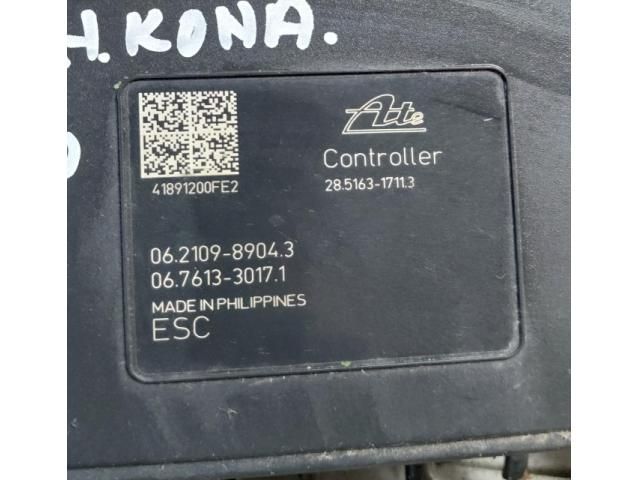 H.KONA.
Ate
Controller
41891200FE2
28.5163-1711.3
06.2109-8904.3
06.7613-3017.1
MADE IN PHILIPPINES
ESC